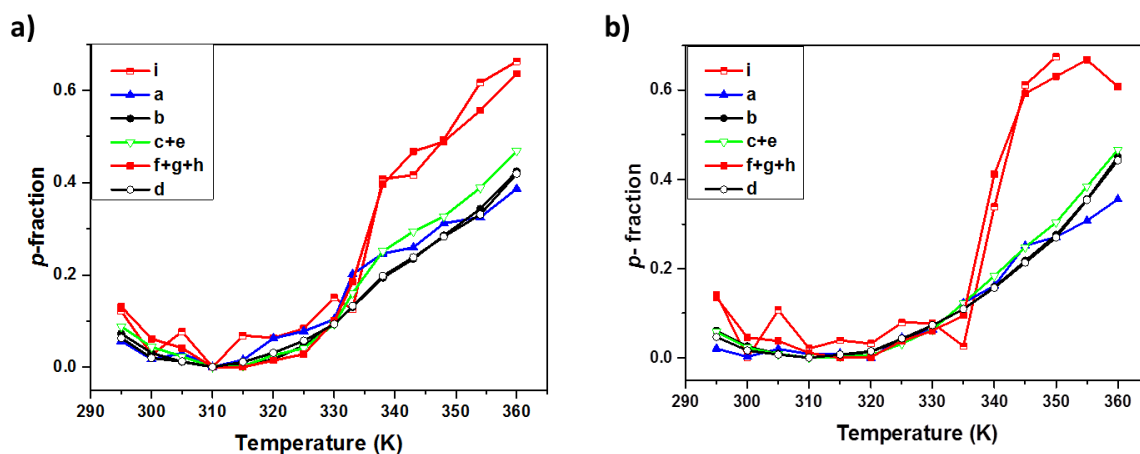 a)
i
a
b
c+e
f+g+h
d
0.6
0.4
0.2
0.0
p-fraction
290 300 310 320 330 340 350 360
Temperature (K)
b)
i
a
b
c+e
f+g+h
d
0.6
0.4
0.2
0.0
p- fraction
290 300 310 320 330 340 350 360
Temperature (K)